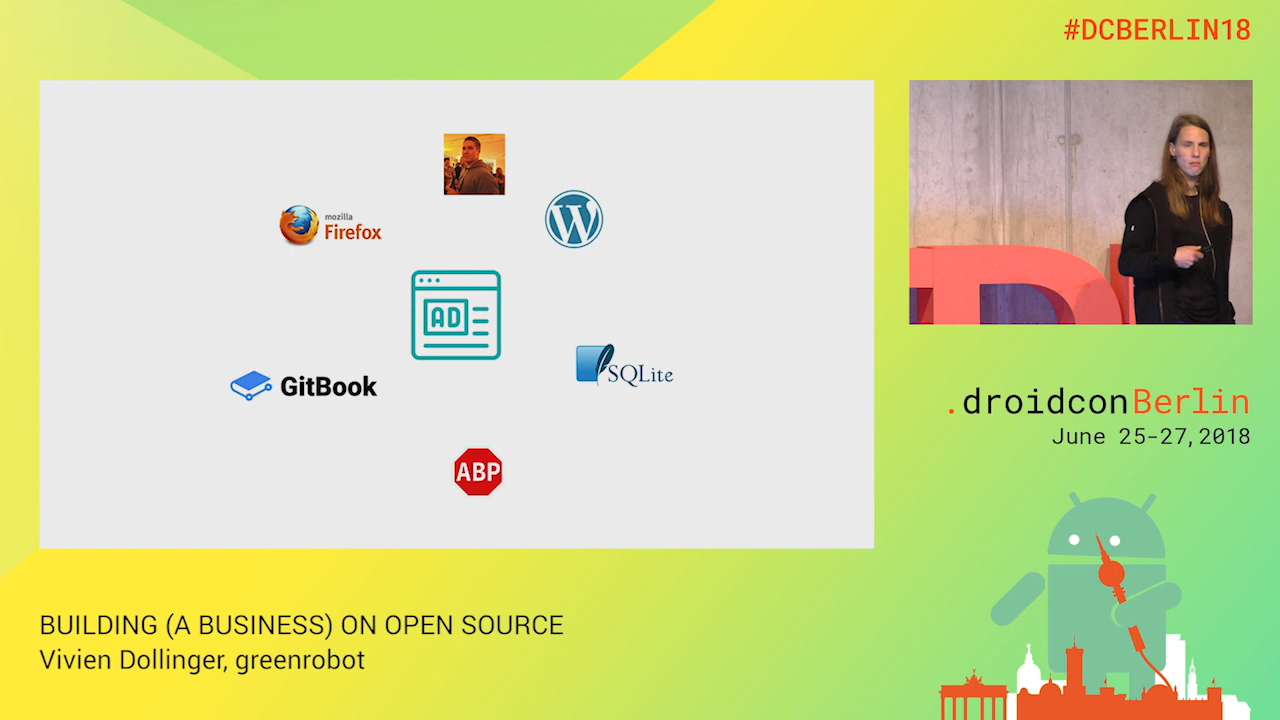 #DCBERLIN18
mozilla
Firefox
W
AD
GitBook
SQLite
ABP
.droidconBerlin
June 25-27, 2018
BUILDING (A BUSINESS) ON OPEN SOURCE
Vivien Dollinger, greenrobot